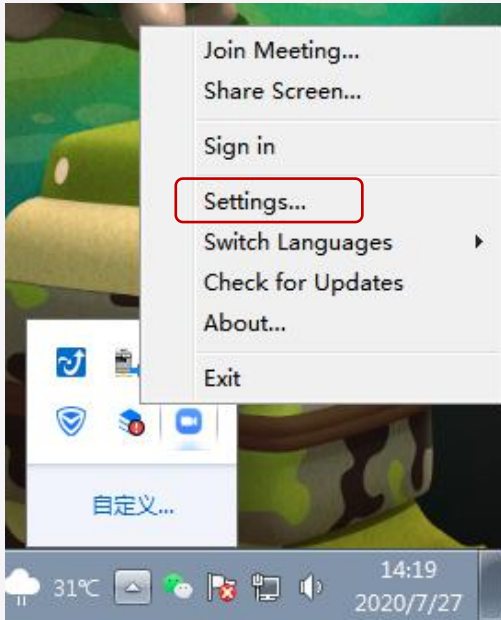 Join Meeting...
Share Screen...
Sign in
Settings...
Switch Languages
Check for Updates
About...
Exit
自定义...
31℃
14:19
2020/7/27